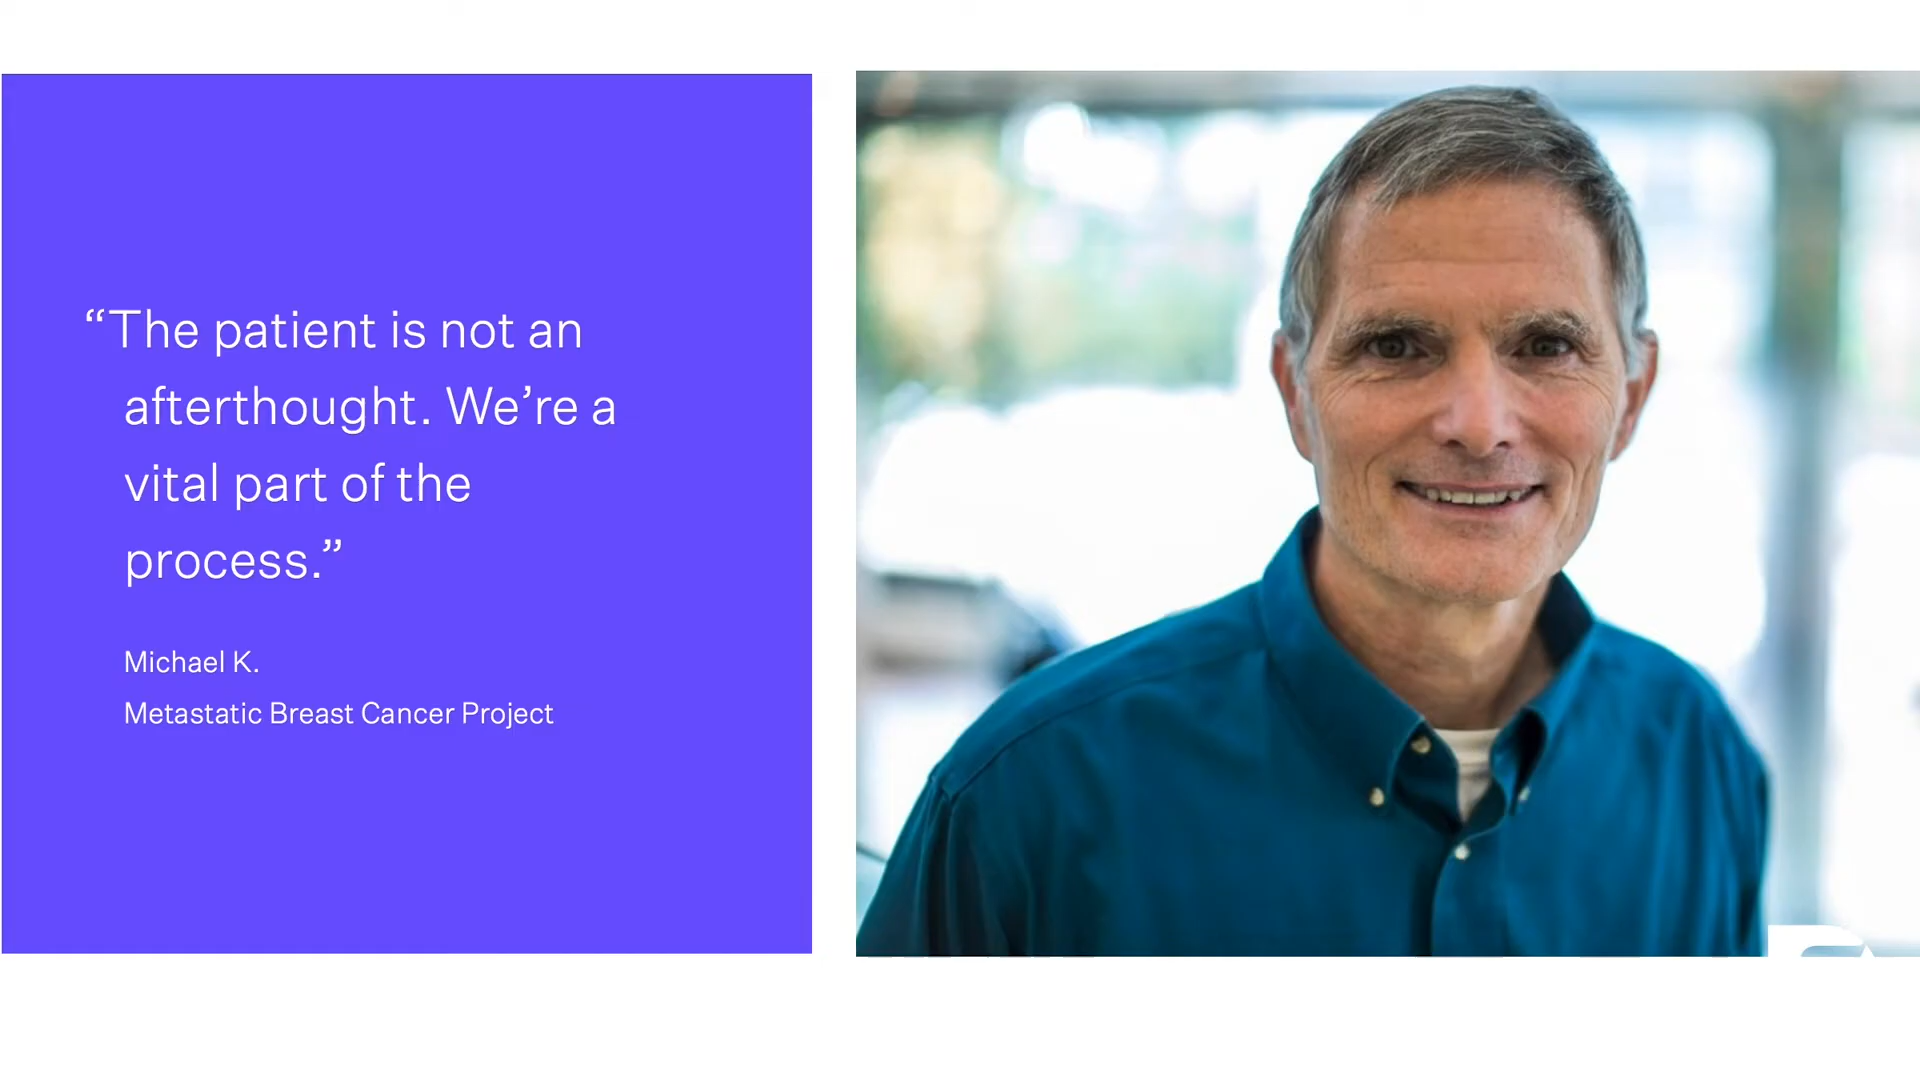 “The patient is not an
afterthought. We’re a
vital part of the
process.”
Michael K.
Metastatic Breast Cancer Project